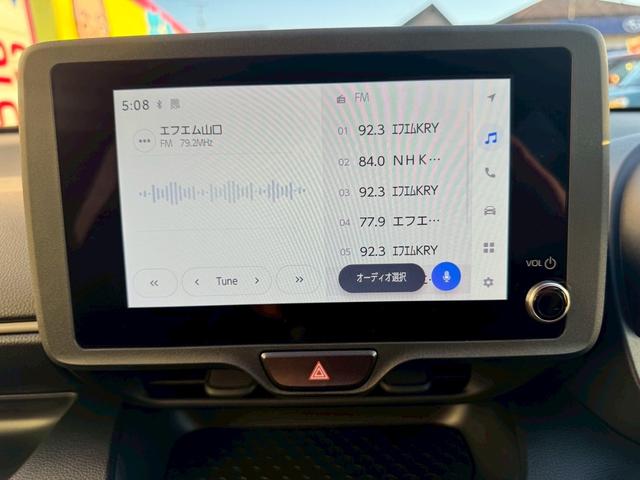 5:08
エフエム山口
FM 79.2MHz
<< < Tune > >>
FM
01 92.3 ｴﾌｴﾑKRY
02 84.0 ＮＨＫ…
03 92.3 ｴﾌｴﾑKRY
04 77.9 エフエ…
05 92.3 ｴﾌｴﾑKRY
オーディオ選択
VOL